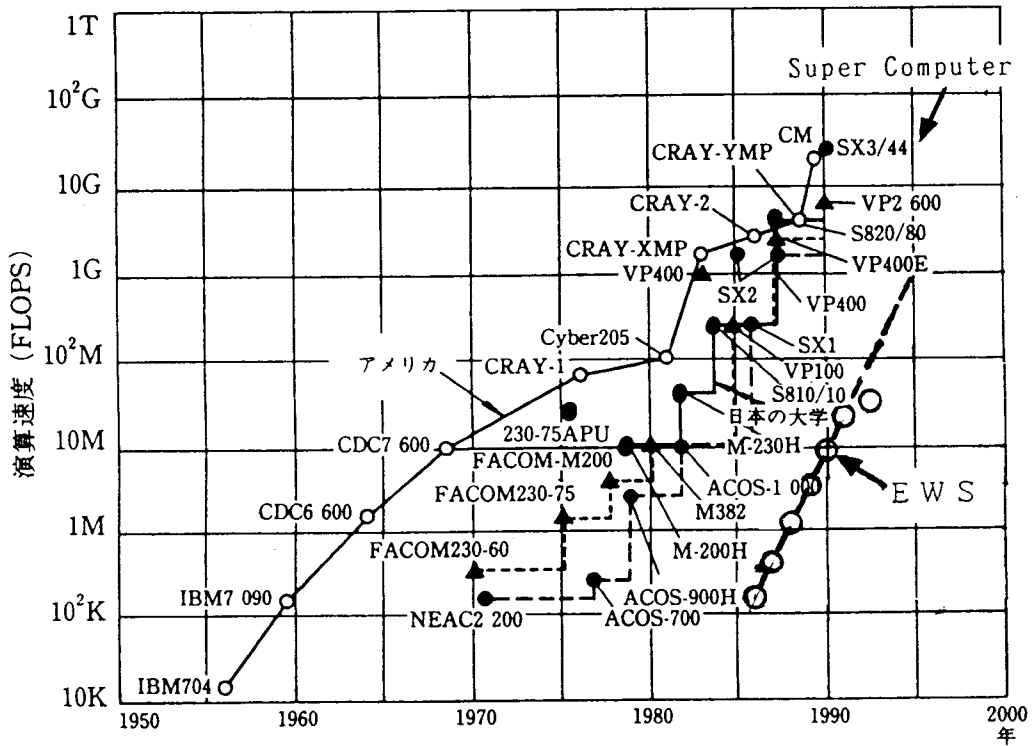 1T
10²G
10G
1G
10²M
10M
1M
10²K
10K
演算速度 (FLOPS)
Super Computer
CM
SX3/44
CRAY-YMP
VP2 600
CRAY-2
S820/80
CRAY-XMP
VP400E
VP400
SX2
VP400
Cyber205
SX1
アメリカ
CRAY-1
VP100
S810/10
日本の大学
230-75APU
M-230H
CDC7 600
FACOM-M200
ACOS-1 000
FACOM230-75
M382
EWS
CDC6 600
M-200H
FACOM230-60
IBM7 090
ACOS-900H
NEAC2 200
ACOS-700
IBM704
1950
1960
1970
1980
1990
2000
年